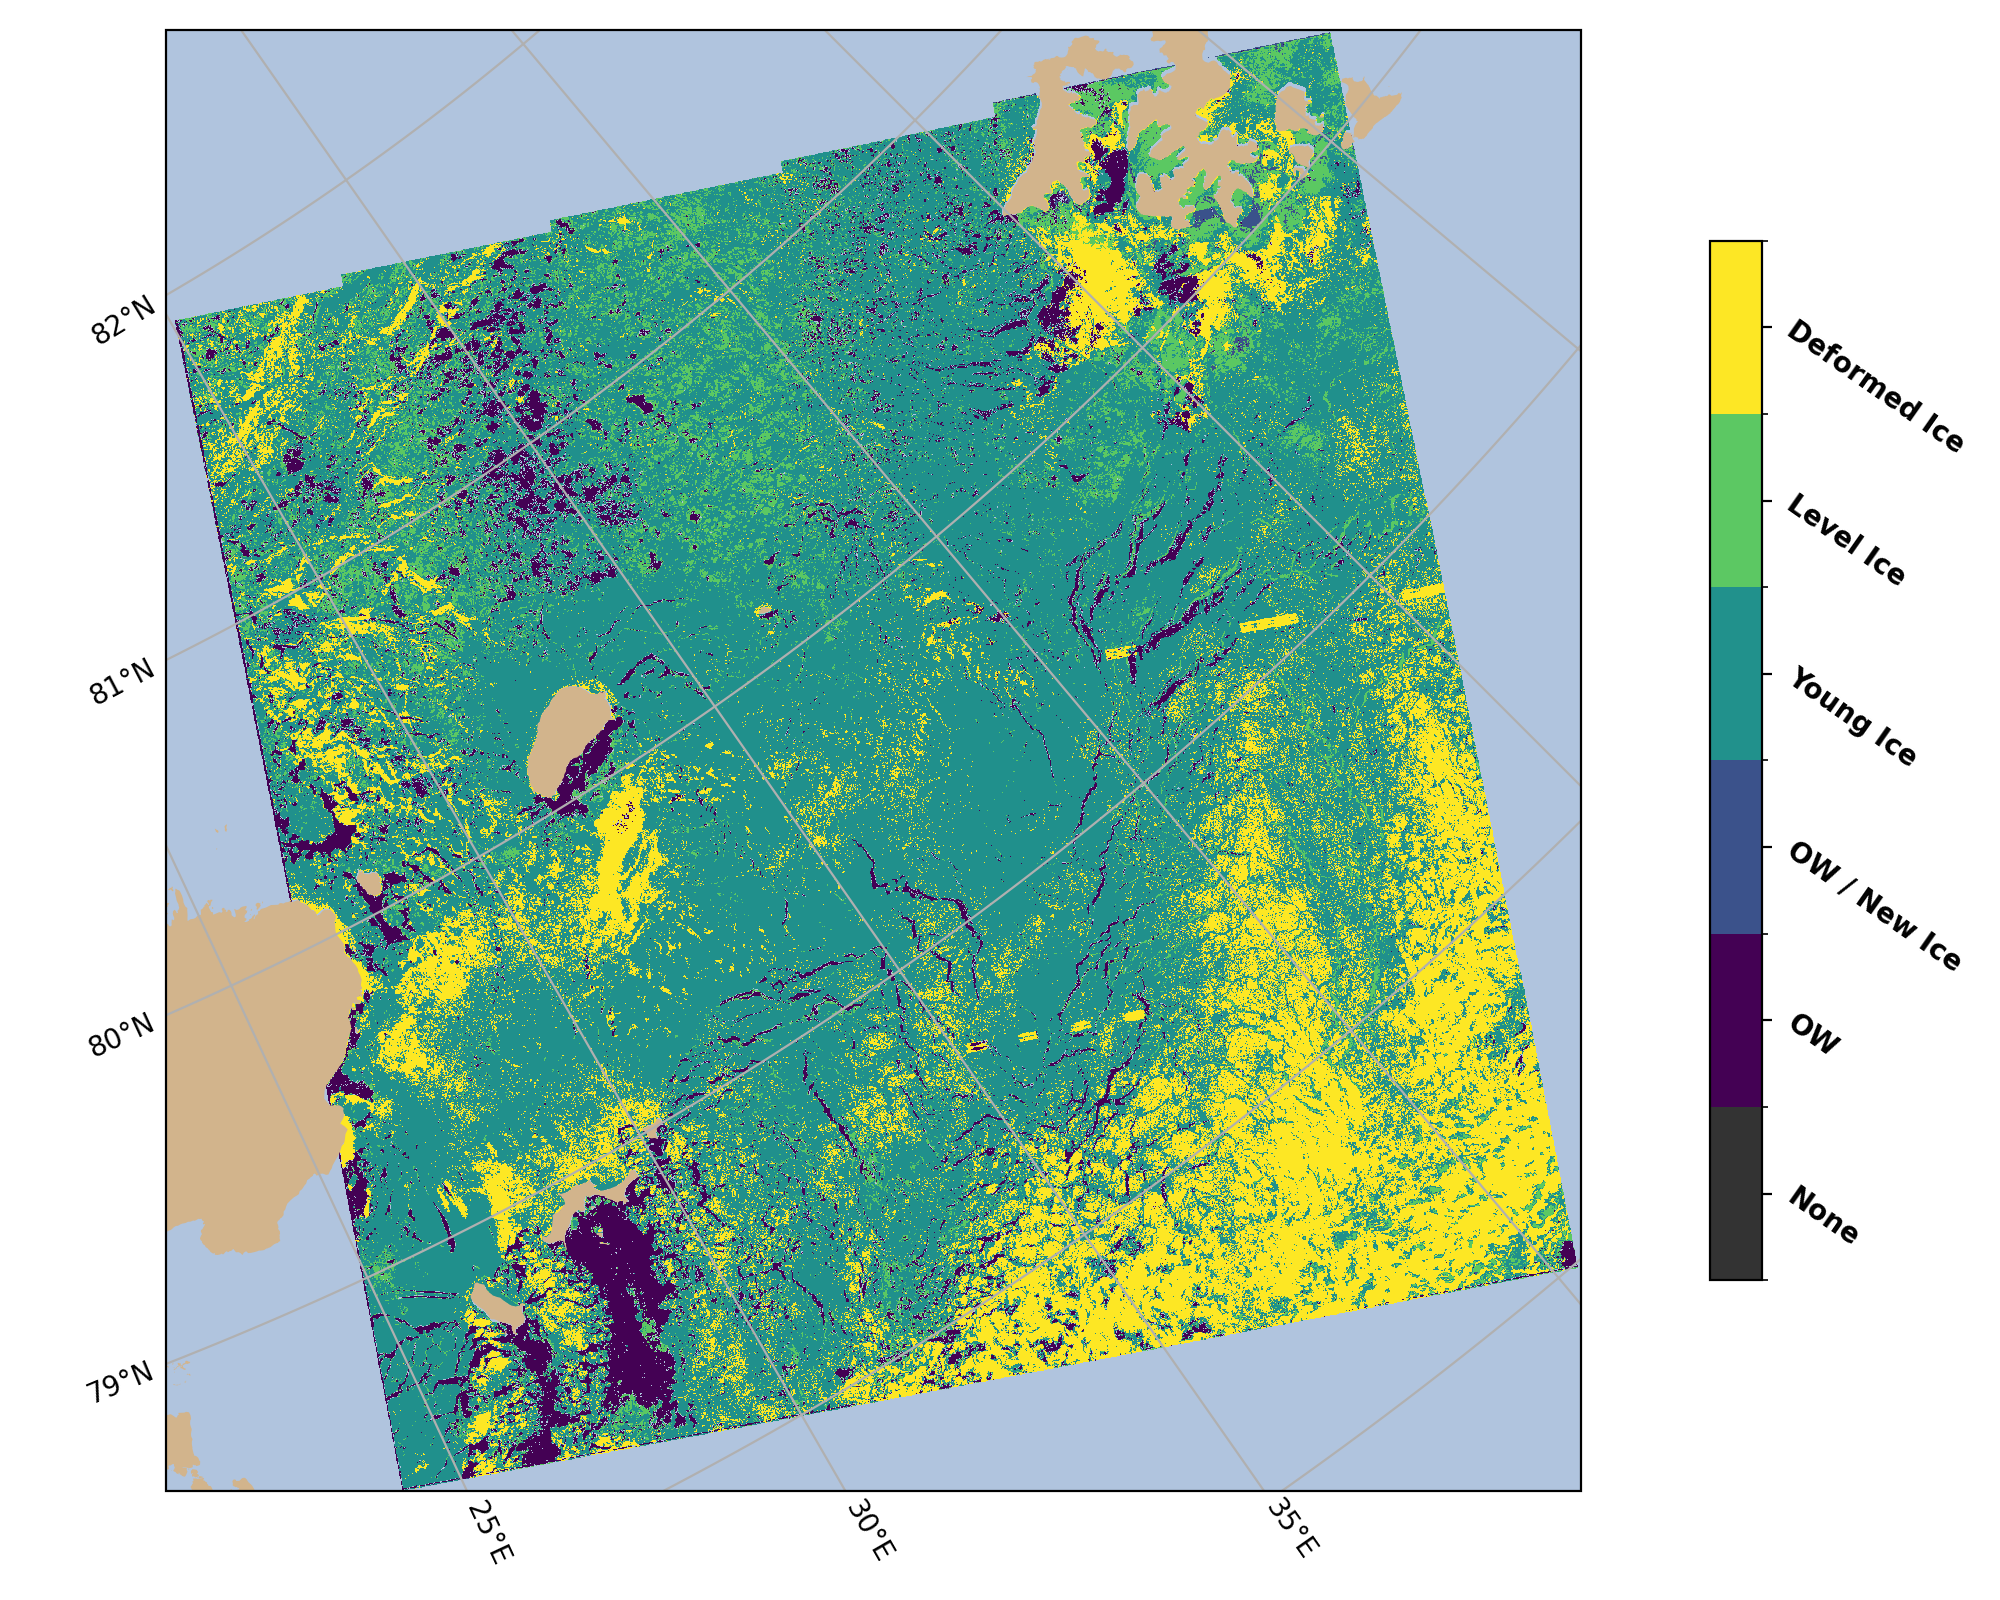 82°N
81°N
80°N
79°N
25°E
30°E
35°E
Deformed Ice
Level Ice
Young Ice
OW / New Ice
OW
None